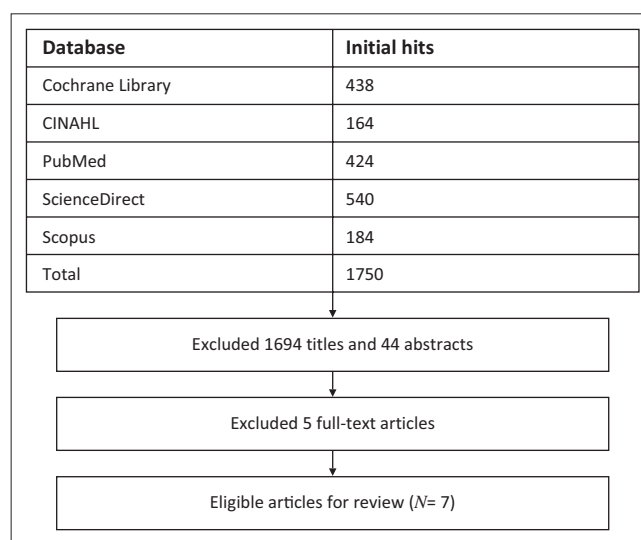 Database Initial hits
Cochrane Library 438
CINAHL 164
PubMed 424
ScienceDirect 540
Scopus 184
Total 1750
Excluded 1694 titles and 44 abstracts
Excluded 5 full-text articles
Eligible articles for review (N= 7)